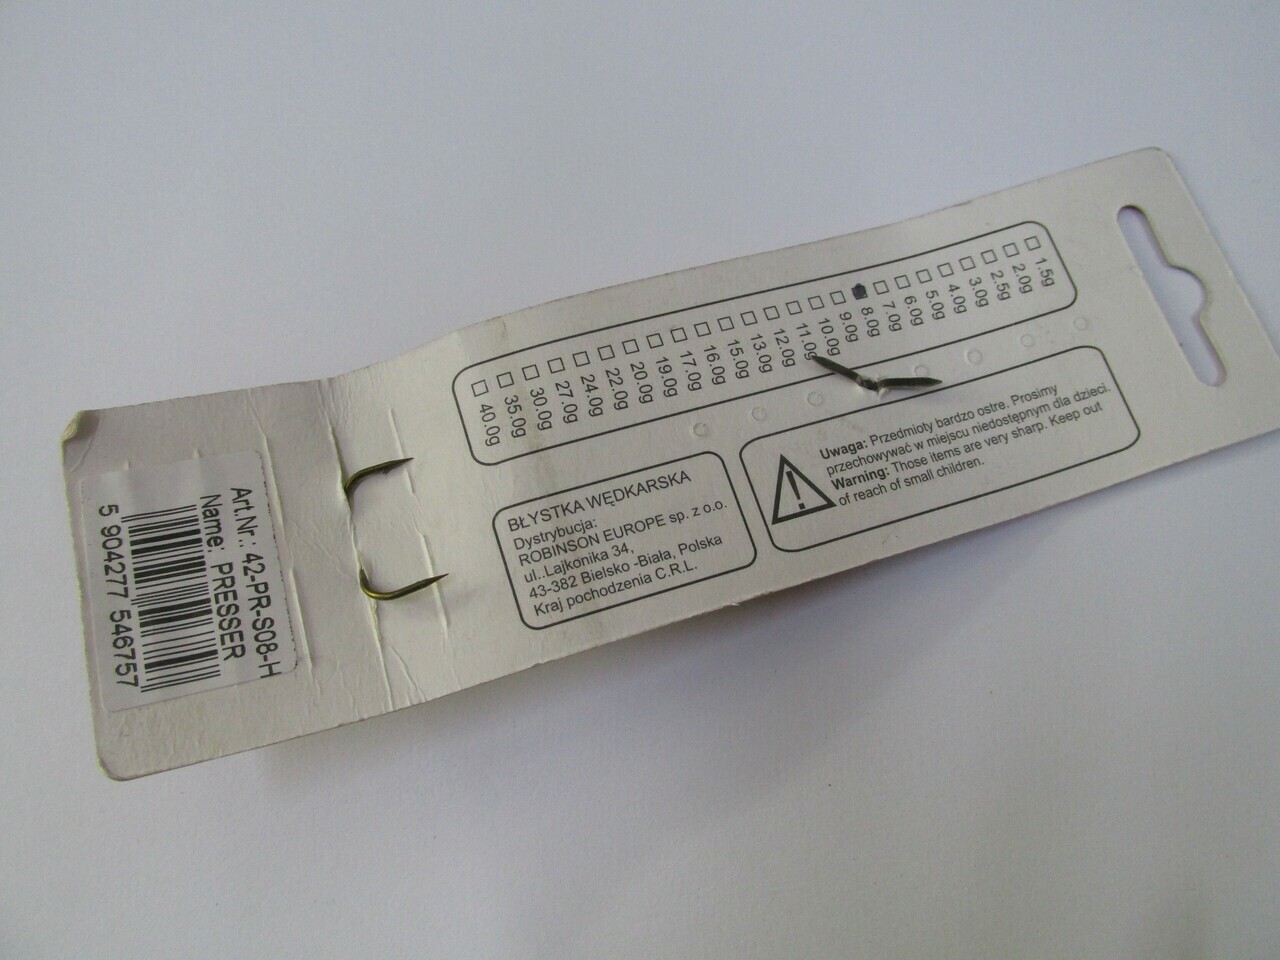 1.5g
2.0g
2.5g
3.0g
4.0g
5.0g
6.0g
7.0g
8.0g
9.0g
10.0g
11.0g
12.0g
13.0g
15.0g
16.0g
17.0g
19.0g
20.0g
22.0g
24.0g
27.0g
30.0g
35.0g
40.0g
BŁYSTKA WĘDKARSKA
Dystrybucja:
ROBINSON EUROPE sp. z o.o.
ul..Lajkonika 34,
43-382 Bielsko -Biała, Polska
Kraj pochodzenia C.R.L.
Uwaga: Przedmioty bardzo ostre. Prosimy
przechowywać w miejscu niedostępnym dla dzieci.
Warning: Those items are very sharp. Keep out
of reach of small children.
Art.Nr.: 42-PR-S08-H
Name: PRESSER
5 904277 546757